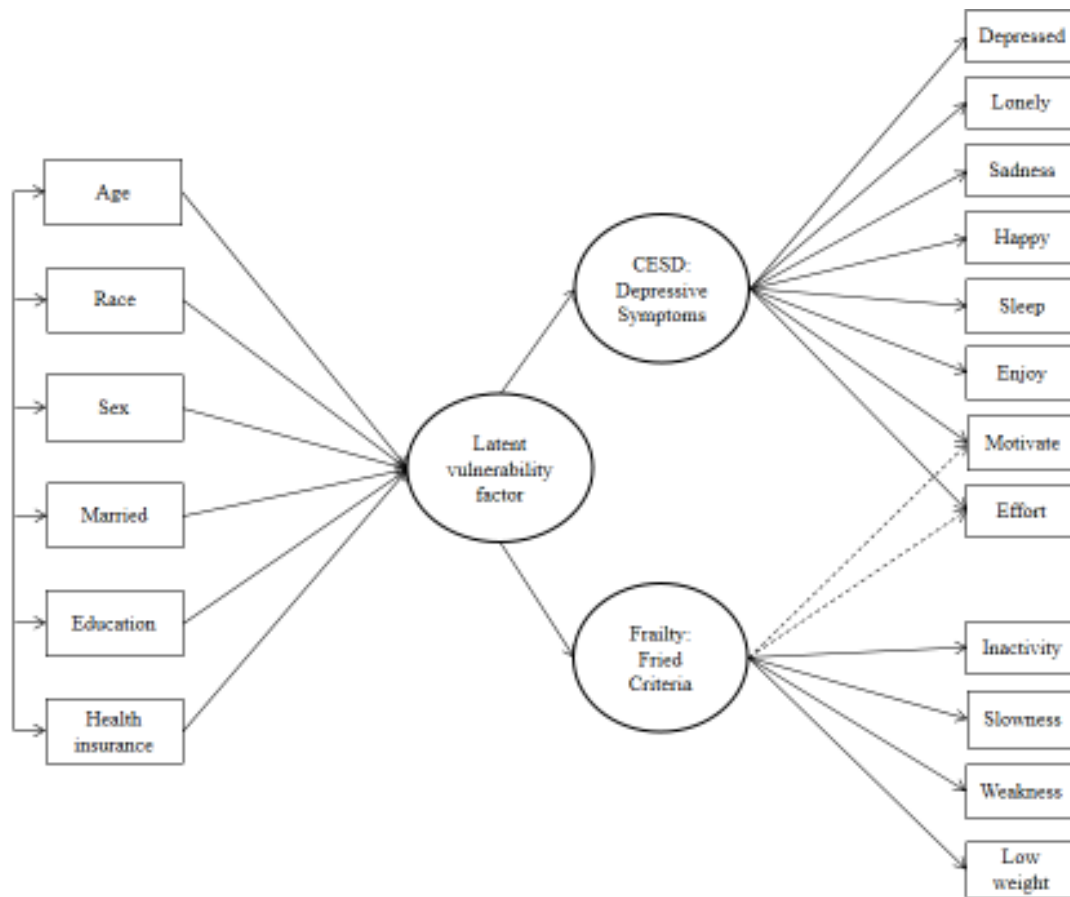 Age
Race
Sex
Married
Education
Health
insurance
Latent
vulnerability
factor
CESD:
Depressive
Symptoms
Frailty:
Fried
Criteria
Depressed
Lonely
Sadness
Happy
Sleep
Enjoy
Motivate
Effort
Inactivity
Slowness
Weakness
Low
weight